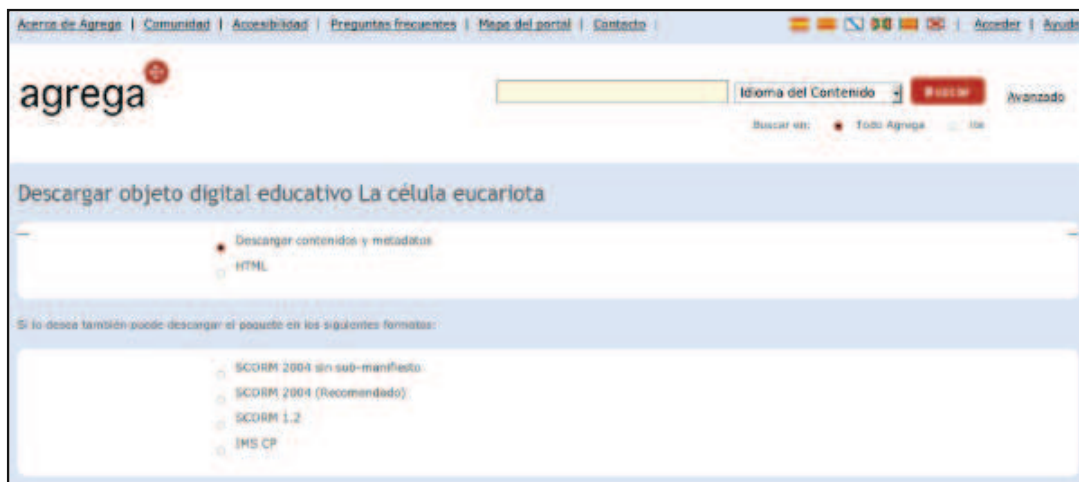 Acerca de Agrega | Comunidad | Accesibilidad | Preguntas frecuentes | Mapa del portal | Contacto | | Acceder | Ayuda
agrega
Idioma del Contenido Buscar Avanzado
Buscar en: Todo Agrega ite
Descargar objeto digital educativo La célula eucariota
Descargar contenidos y metadatos
HTML
Si lo desea también puede descargar el paquete en los siguientes formatos:
SCORM 2004 sin sub-manifiesto
SCORM 2004 (Recomendado)
SCORM 1.2
IMS CP